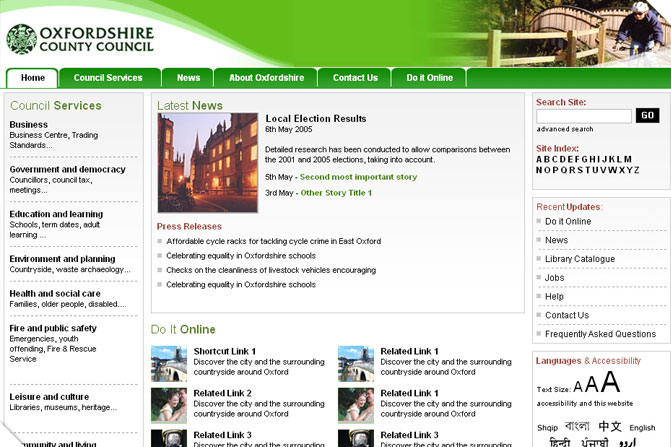 OXFORDSHIRE
COUNTY COUNCIL
Home
Council Services
News
About Oxfordshire
Contact Us
Do it Online
Council Services
Business
Business Centre, Trading
Standards...
Government and democracy
Councillors, council tax,
meetings...
Education and learning
Schools, term dates, adult
learning ...
Environment and planning
Countryside, waste archaeology...
Health and social care
Families, older people, disabled....
Fire and public safety
Emergencies, youth
offending, Fire & Rescue
Service
Leisure and culture
Libraries, museums, heritage...
Community and living
Latest News
Local Election Results
6th May 2005
Detailed research has been conducted to allow comparisons between
the 2001 and 2005 elections, taking into account.
5th May - Second most important story
3rd May - Other Story Title 1
Press Releases
Affordable cycle racks for tackling cycle crime in East Oxford
Celebrating equality in Oxfordshire schools
Checks on the cleanliness of livestock vehicles encouraging
Celebrating equality in Oxfordshire schools
Do It Online
Shortcut Link 1
Discover the city and the surrounding
countryside around Oxford
Related Link 1
Discover the city and the surrounding
countryside around Oxford
Related Link 2
Discover the city and the surrounding
countryside around Oxford
Related Link 1
Discover the city and the surrounding
countryside around Oxford
Related Link 3
Discover the city and the surrounding
Related Link 3
Discover the city and the surrounding
Search Site:
GO
advanced search
Site Index:
A B C D E F G H I J K L M
N O P Q R S T U V W X Y Z
Recent Updates:
Do it Online
News
Library Catalogue
Jobs
Help
Contact Us
Frequently Asked Questions
Languages & Accessibility
Text Size: A A A
accessibility and this website
Shqip বাংলা 中文 English
हिन्दी ਪੰਜਾਬੀ اردو